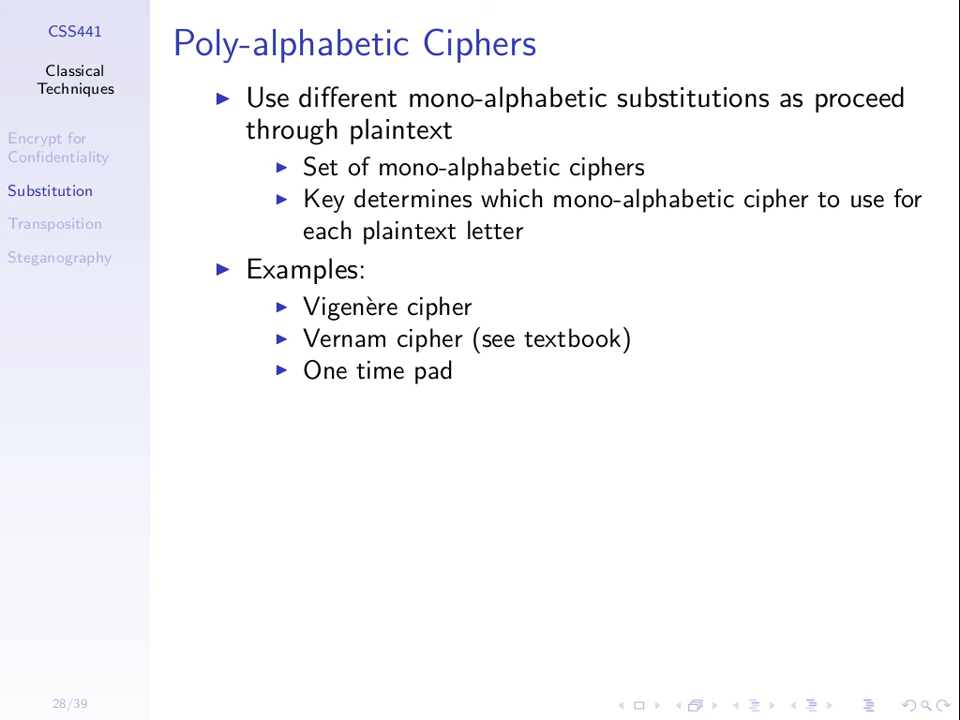 CSS441
Classical
Techniques
Encrypt for
Confidentiality
Substitution
Transposition
Steganography
28/39
Poly-alphabetic Ciphers
Use different mono-alphabetic substitutions as proceed
through plaintext
Set of mono-alphabetic ciphers
Key determines which mono-alphabetic cipher to use for
each plaintext letter
Examples:
Vigenère cipher
Vernam cipher (see textbook)
One time pad